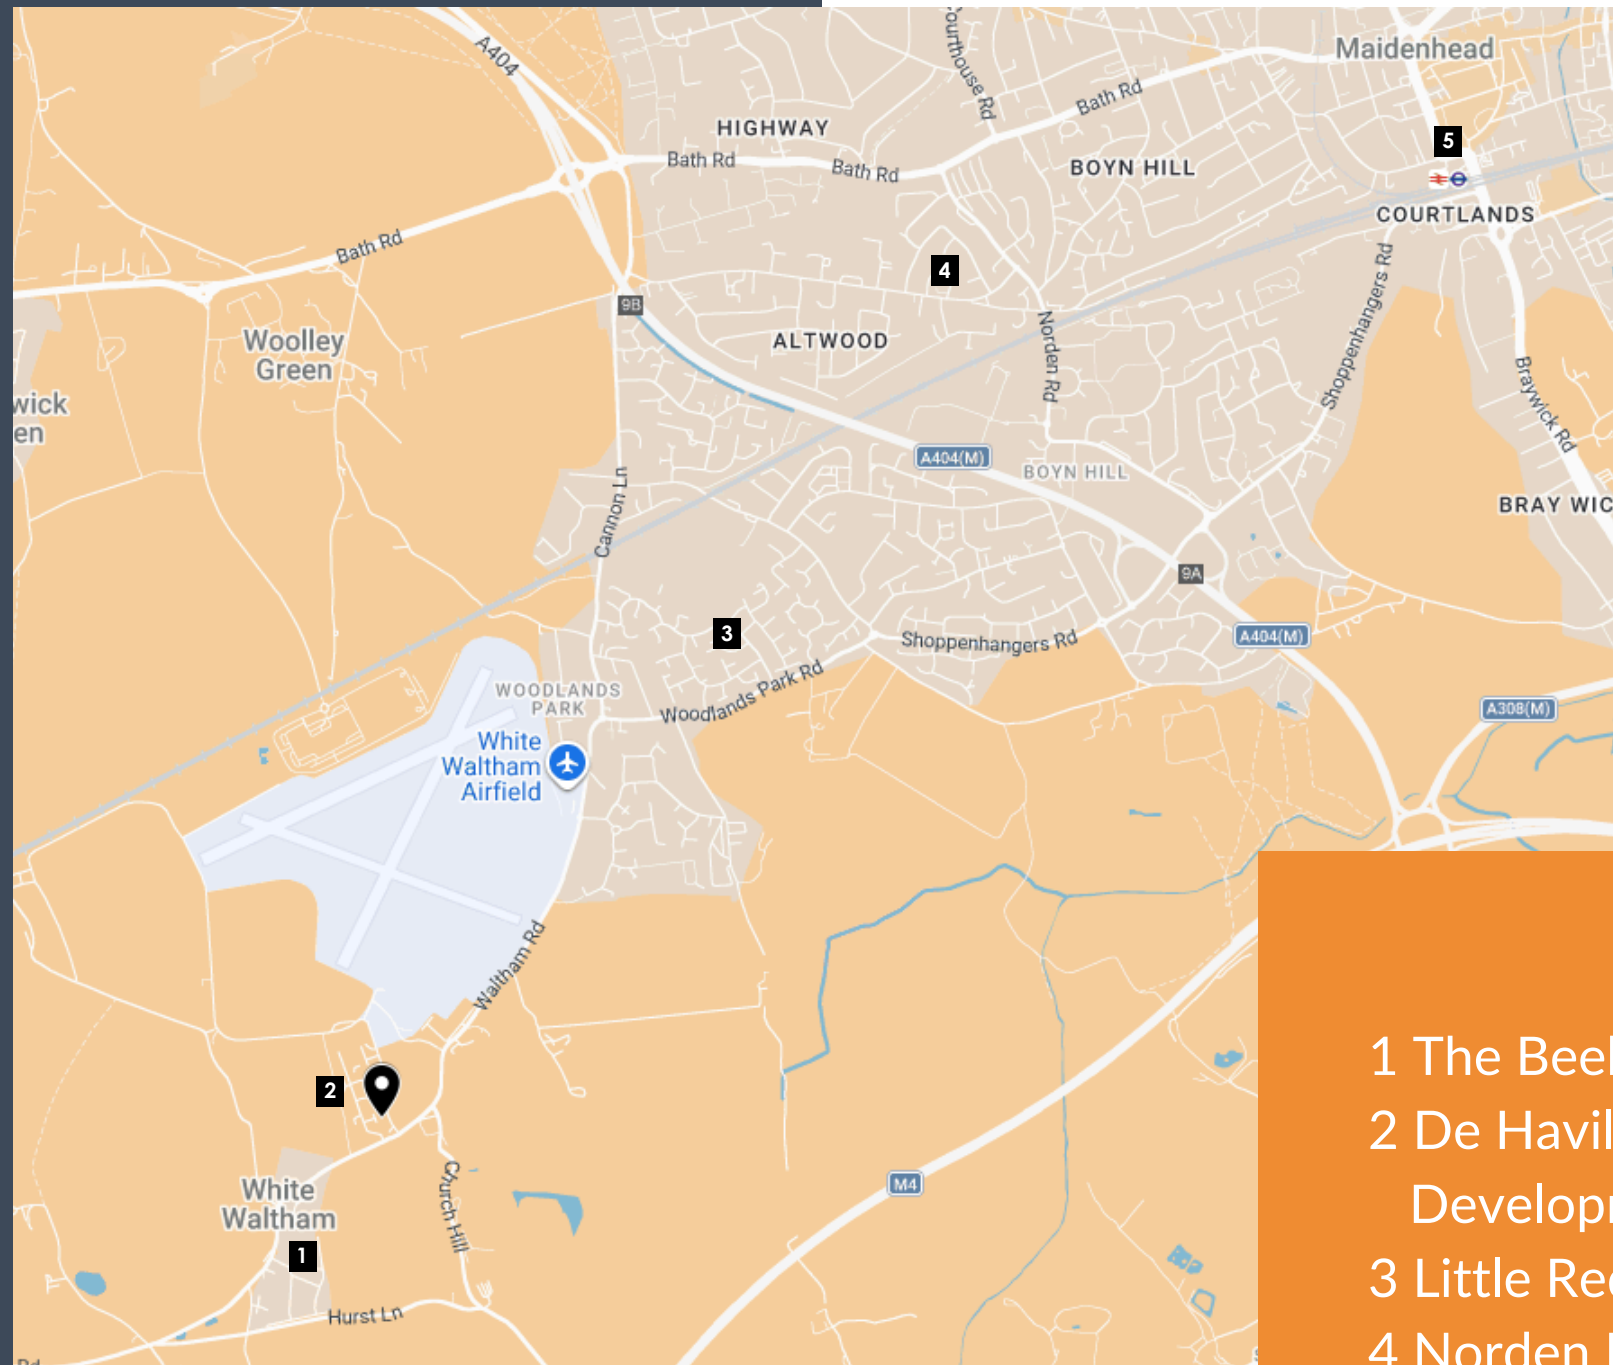 A404
Courthouse Rd
Maidenhead
Bath Rd
HIGHWAY
5
Bath Rd
Bath Rd
BOYN HILL
COURTLANDS
Bath Rd
4
9B
Shoppenhangers Rd
Woolley
Green
ALTWOOD
Norden Rd
wick
en
Braywick Rd
A404(M)
BOYN HILL
Cannon Ln
BRAY WIC
9A
3
Shoppenhangers Rd
A404(M)
WOODLANDS
PARK
Woodlands Park Rd
A308(M)
White
Waltham
Airfield
Waltham Rd
2
M4
Church Hill
White
Waltham
1
Hurst Ln
Rd
1 The Bee
2 De Havil
Develop
3 Little Re
4 Norden